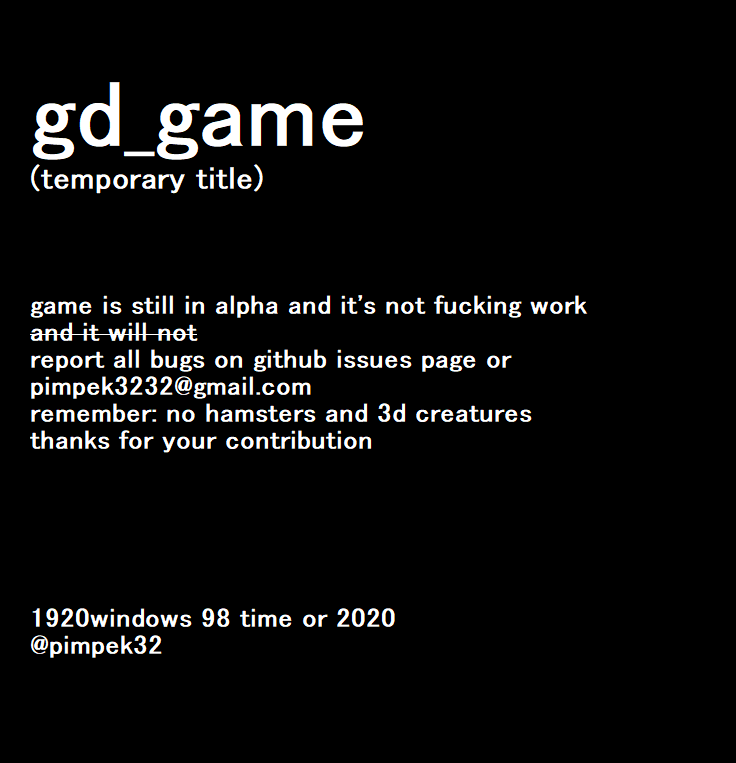 gd_game
(temporary title)
game is still in alpha and it's not fucking work
and it will not
report all bugs on github issues page or
pimpek3232@gmail.com
remember: no hamsters and 3d creatures
thanks for your contribution
1920windows 98 time or 2020
@pimpek32